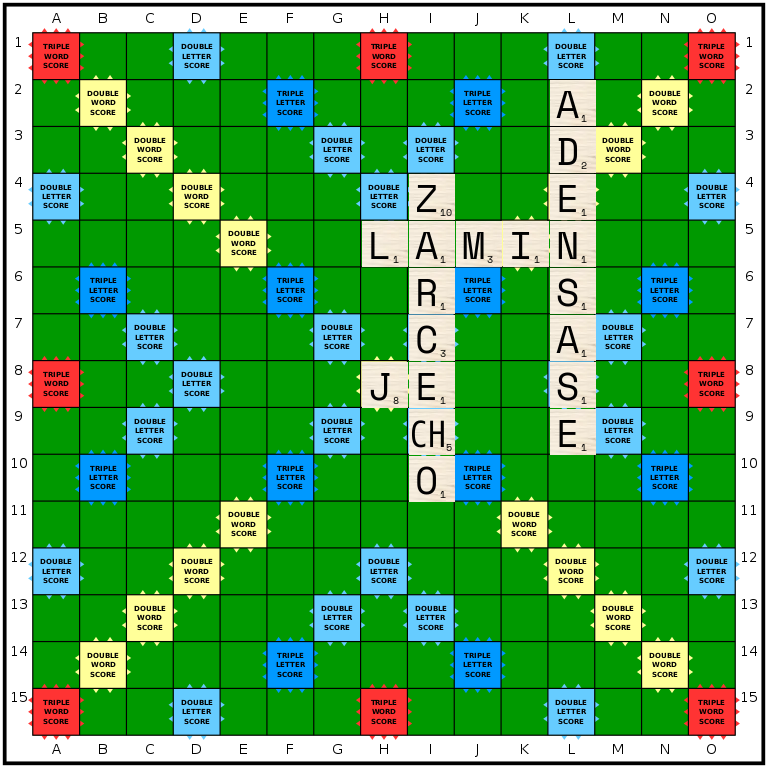 A B C D E F G H I J K L M N O
1 TRIPLE WORD SCORE DOUBLE LETTER SCORE TRIPLE WORD SCORE DOUBLE LETTER SCORE TRIPLE WORD SCORE 1
2 DOUBLE WORD SCORE TRIPLE LETTER SCORE TRIPLE LETTER SCORE A1 DOUBLE WORD SCORE 2
3 DOUBLE WORD SCORE DOUBLE LETTER SCORE DOUBLE LETTER SCORE D2 DOUBLE WORD SCORE 3
4 DOUBLE LETTER SCORE DOUBLE WORD SCORE DOUBLE LETTER SCORE Z10 E1 DOUBLE LETTER SCORE 4
5 DOUBLE WORD SCORE L1 A1 M3 I1 N1 5
6 TRIPLE LETTER SCORE TRIPLE LETTER SCORE R1 TRIPLE LETTER SCORE S1 TRIPLE LETTER SCORE 6
7 DOUBLE LETTER SCORE DOUBLE LETTER SCORE C3 A1 DOUBLE LETTER SCORE 7
8 TRIPLE WORD SCORE DOUBLE LETTER SCORE J8 E1 S1 TRIPLE WORD SCORE 8
9 DOUBLE LETTER SCORE DOUBLE LETTER SCORE CH5 E1 DOUBLE LETTER SCORE 9
10 TRIPLE LETTER SCORE TRIPLE LETTER SCORE O1 TRIPLE LETTER SCORE TRIPLE LETTER SCORE 10
11 DOUBLE WORD SCORE DOUBLE WORD SCORE 11
12 DOUBLE LETTER SCORE DOUBLE WORD SCORE DOUBLE LETTER SCORE DOUBLE WORD SCORE DOUBLE LETTER SCORE 12
13 DOUBLE WORD SCORE DOUBLE LETTER SCORE DOUBLE LETTER SCORE DOUBLE WORD SCORE 13
14 DOUBLE WORD SCORE TRIPLE LETTER SCORE TRIPLE LETTER SCORE DOUBLE WORD SCORE 14
15 TRIPLE WORD SCORE DOUBLE LETTER SCORE TRIPLE WORD SCORE DOUBLE LETTER SCORE TRIPLE WORD SCORE 15
A B C D E F G H I J K L M N O